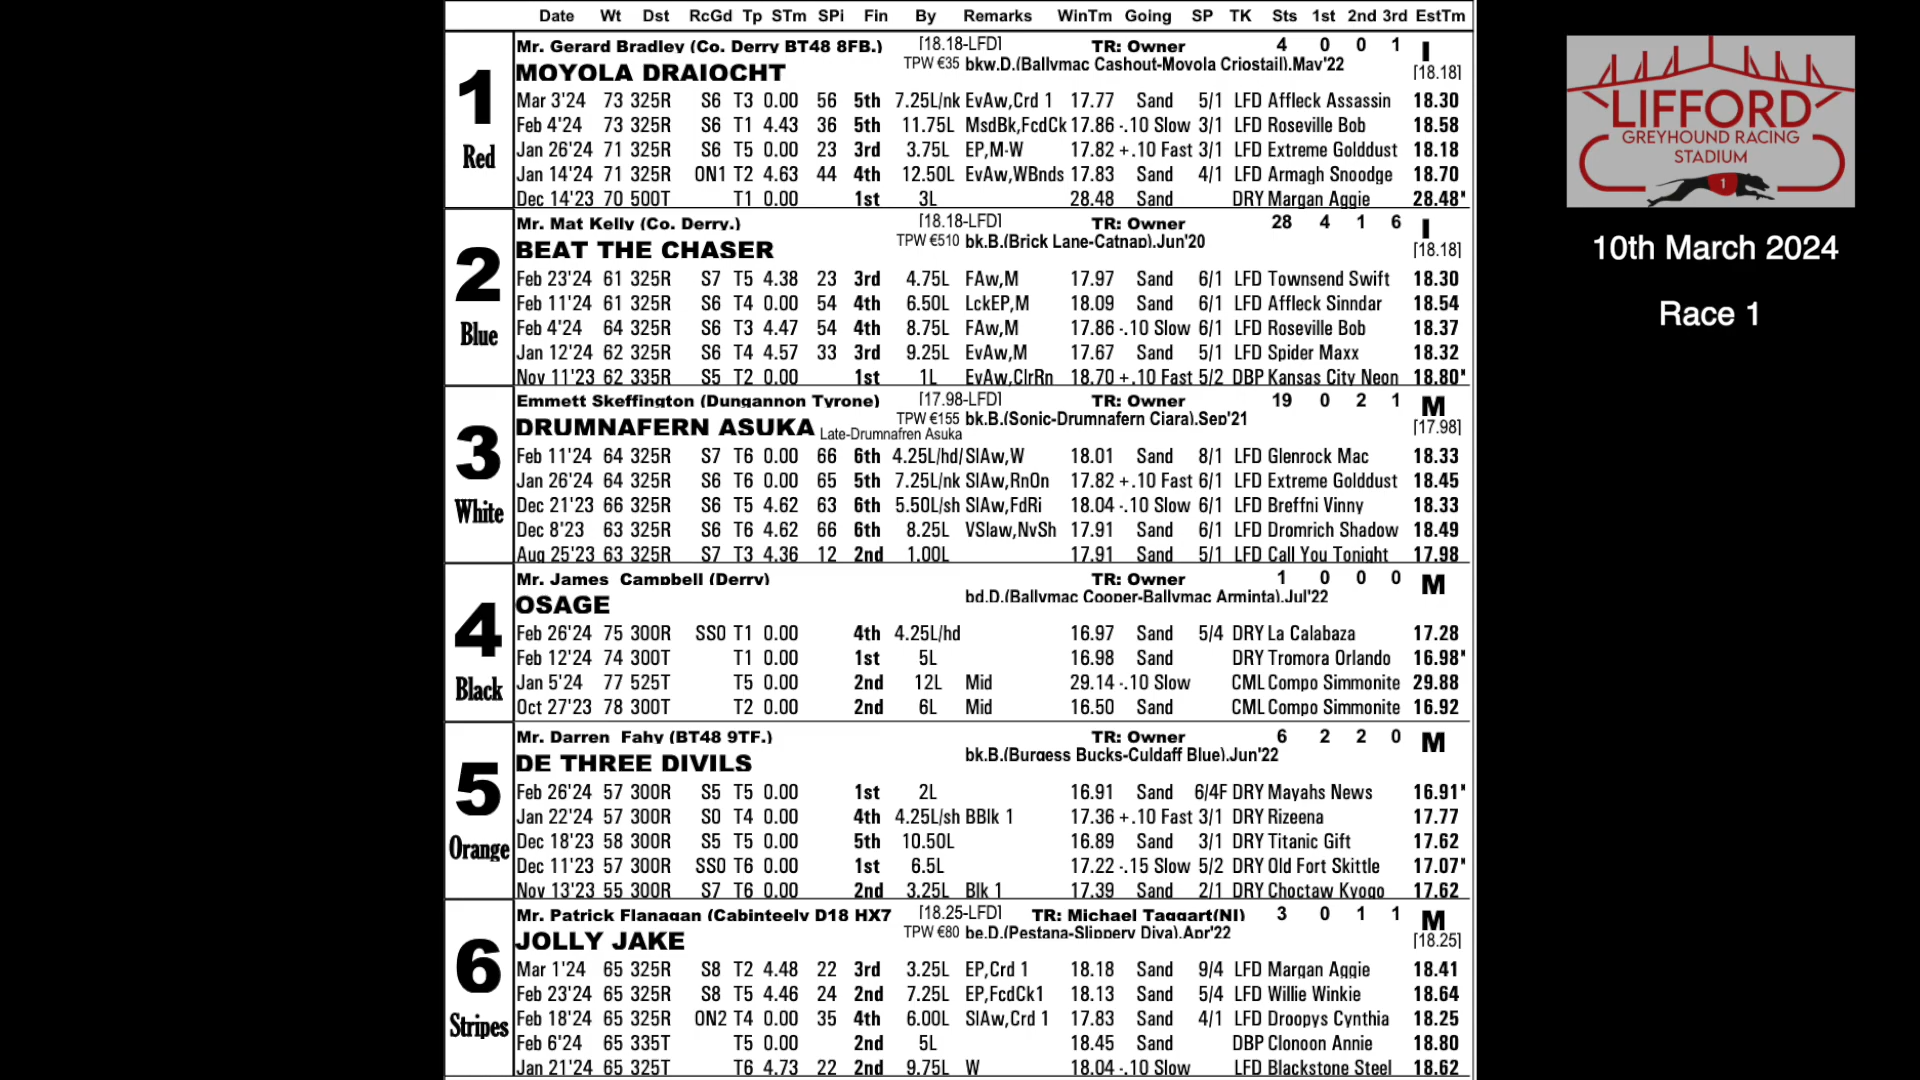 Date Wt Dst RcGd Tp STm SPi Fin By Remarks WinTm Going SP TK Sts 1st 2nd 3rd EstTm
1
Red
Mr. Gerard Bradley (Co. Derry BT48 8FB.) [18.18-LFD] TR: Owner 4 0 0 1 I
MOYOLA DRAIOCHT TPW €35 bkw.D.(Ballymac Cashout-Moyola Criostail).May'22 [18.18]
Mar 3'24 73 325R S6 T3 0.00 56 5th 7.25L/nk EvAw,Crd 1 17.77 Sand 5/1 LFD Affleck Assassin 18.30
Feb 4'24 73 325R S6 T1 4.43 36 5th 11.75L MsdBk,FcdCk 17.86 -.10 Slow 3/1 LFD Roseville Bob 18.58
Jan 26'24 71 325R S6 T5 0.00 23 3rd 3.75L EP,M-W 17.82 +.10 Fast 3/1 LFD Extreme Golddust 18.18
Jan 14'24 71 325R ON1 T2 4.63 44 4th 12.50L EvAw,WBnds 17.83 Sand 4/1 LFD Armagh Snoodge 18.70
Dec 14'23 70 500T T1 0.00 1st 3L 28.48 Sand DRY Margan Aggie 28.48*
2
Blue
Mr. Mat Kelly (Co. Derry.) [18.18-LFD] TR: Owner 28 4 1 6 I
BEAT THE CHASER TPW €510 bk.B.(Brick Lane-Catnap).Jun'20 [18.18]
Feb 23'24 61 325R S7 T5 4.38 23 3rd 4.75L FAw,M 17.97 Sand 6/1 LFD Townsend Swift 18.30
Feb 11'24 61 325R S6 T4 0.00 54 4th 6.50L LckEP,M 18.09 Sand 6/1 LFD Affleck Sinndar 18.54
Feb 4'24 64 325R S6 T3 4.47 54 4th 8.75L FAw,M 17.86 -.10 Slow 6/1 LFD Roseville Bob 18.37
Jan 12'24 62 325R S6 T4 4.57 33 3rd 9.25L EvAw,M 17.67 Sand 5/1 LFD Spider Maxx 18.32
Nov 11'23 62 335R S5 T2 0.00 1st 1L EvAw,ClrRn 18.70 +.10 Fast 5/2 DBP Kansas City Neon 18.80*
3
White
Emmett Skeffington (Dungannon Tyrone) [17.98-LFD] TR: Owner 19 0 2 1 M
DRUMNAFERN ASUKA Late-Drumnafren Asuka TPW €155 bk.B.(Sonic-Drumnafern Ciara).Sep'21 [17.98]
Feb 11'24 64 325R S7 T6 0.00 66 6th 4.25L/hd/ SlAw,W 18.01 Sand 8/1 LFD Glenrock Mac 18.33
Jan 26'24 64 325R S6 T6 0.00 65 5th 7.25L/nk SlAw,RnOn 17.82 +.10 Fast 6/1 LFD Extreme Golddust 18.45
Dec 21'23 66 325R S6 T5 4.62 63 6th 5.50L/sh SlAw,FdRi 18.04 -.10 Slow 6/1 LFD Breffni Vinny 18.33
Dec 8'23 63 325R S6 T6 4.62 66 6th 8.25L VSlaw,NvSh 17.91 Sand 6/1 LFD Dromrich Shadow 18.49
Aug 25'23 63 325R S7 T3 4.36 12 2nd 1.00L 17.91 Sand 5/1 LFD Call You Tonight 17.98
4
Black
Mr. James Campbell (Derry) TR: Owner 1 0 0 0 M
OSAGE bd.D.(Ballymac Cooper-Ballymac Arminta).Jul'22
Feb 26'24 75 300R SS0 T1 0.00 4th 4.25L/hd 16.97 Sand 5/4 DRY La Calabaza 17.28
Feb 12'24 74 300T T1 0.00 1st 5L 16.98 Sand DRY Tromora Orlando 16.98*
Jan 5'24 77 525T T5 0.00 2nd 12L Mid 29.14 -.10 Slow CML Compo Simmonite 29.88
Oct 27'23 78 300T T2 0.00 2nd 6L Mid 16.50 Sand CML Compo Simmonite 16.92
5
Orange
Mr. Darren Fahy (BT48 9TF.) TR: Owner 6 2 2 0 M
DE THREE DIVILS bk.B.(Burgess Bucks-Culdaff Blue).Jun'22
Feb 26'24 57 300R S5 T5 0.00 1st 2L 16.91 Sand 6/4F DRY Mayahs News 16.91*
Jan 22'24 57 300R S0 T4 0.00 4th 4.25L/sh BBlk 1 17.36 +.10 Fast 3/1 DRY Rizeena 17.77
Dec 18'23 58 300R S5 T5 0.00 5th 10.50L 16.89 Sand 3/1 DRY Titanic Gift 17.62
Dec 11'23 57 300R SS0 T6 0.00 1st 6.5L 17.22 -.15 Slow 5/2 DRY Old Fort Skittle 17.07*
Nov 13'23 55 300R S7 T6 0.00 2nd 3.25L Blk 1 17.39 Sand 2/1 DRY Choctaw Kyogo 17.62
6
Stripes
Mr. Patrick Flanagan (Cabinteely D18 HX7 [18.25-LFD] TR: Michael Taggart(NI) 3 0 1 1 M
JOLLY JAKE TPW €80 be.D.(Pestana-Slippery Diva).Apr'22 [18.25]
Mar 1'24 65 325R S8 T2 4.48 22 3rd 3.25L EP,Crd 1 18.18 Sand 9/4 LFD Margan Aggie 18.41
Feb 23'24 65 325R S8 T5 4.46 24 2nd 7.25L EP,FcdCk1 18.13 Sand 5/4 LFD Willie Winkie 18.64
Feb 18'24 65 325R ON2 T4 0.00 35 4th 6.00L SlAw,Crd 1 17.83 Sand 4/1 LFD Droopys Cynthia 18.25
Feb 6'24 65 335T T5 0.00 2nd 5L 18.45 Sand DBP Clonoon Annie 18.80
Jan 21'24 65 325T T6 4.73 22 2nd 9.75L W 18.04 -.10 Slow LFD Blackstone Steel 18.62
LIFFORD
GREYHOUND RACING
STADIUM
1
10th March 2024
Race 1